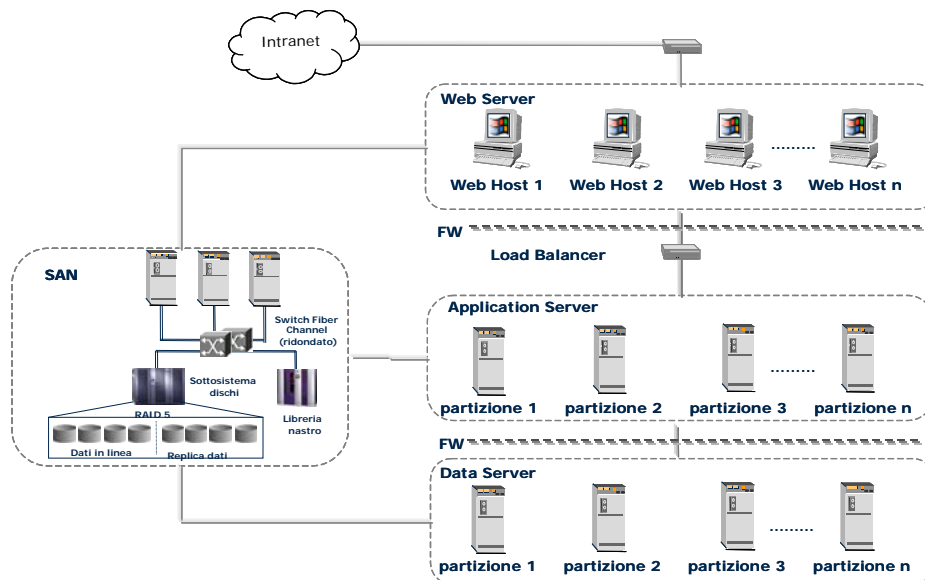 Intranet
Web Server
Web Host 1
Web Host 2
Web Host 3
.........
Web Host n
FW
Load Balancer
SAN
Switch Fiber
Channel
(ridondato)
Sottosistema
dischi
RAID 5
Libreria
nastro
Dati in linea
Replica dati
Application Server
partizione 1
partizione 2
partizione 3
.........
partizione n
FW
Data Server
partizione 1
partizione 2
partizione 3
.........
partizione n